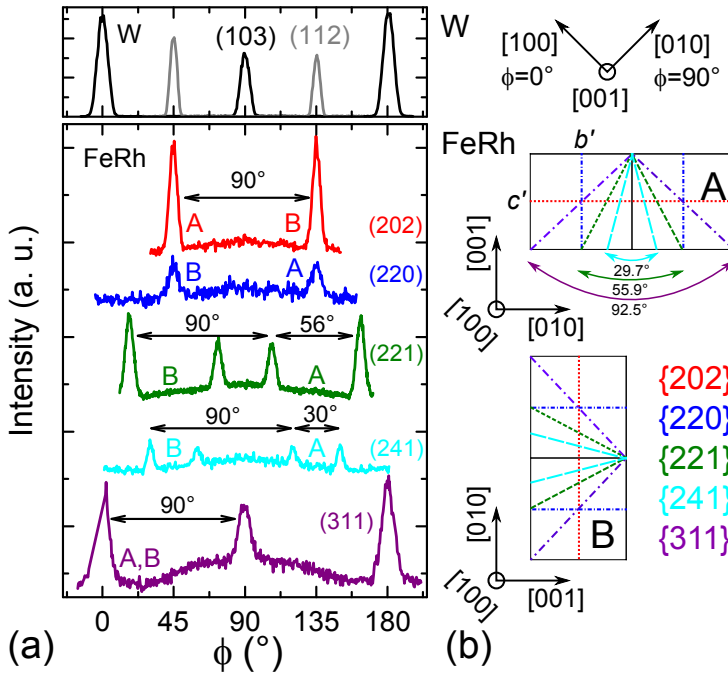 W
(103)
(112)
FeRh
90°
A
B
(202)
B
A
(220)
90°
56°
B
A
(221)
90°
30°
B
A
(241)
90°
A,B
(311)
Intensity (a. u.)
0
45
90
135
180
ϕ (°)
(a)
W
[100]
ϕ=0°
[010]
ϕ=90°
[001]
FeRh
b'
A
c'
[001]
29.7°
55.9°
92.5°
[100]
[010]
{202}
{220}
{221}
{241}
{311}
B
[010]
[100]
[001]
(b)